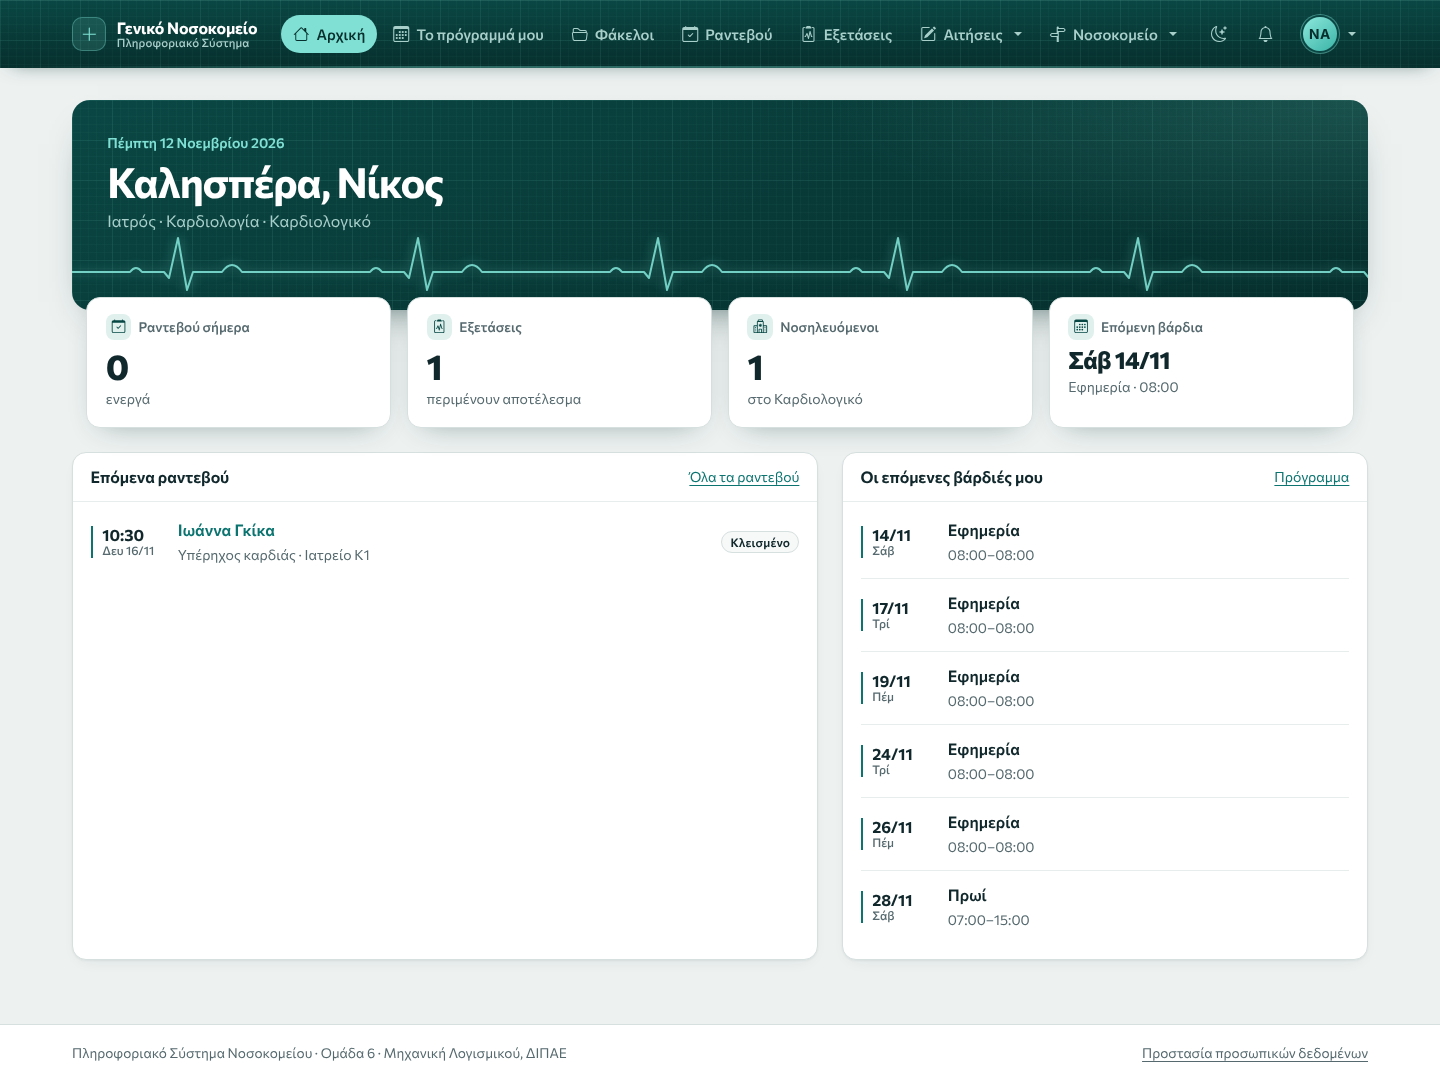 Γενικό Νοσοκομείο
Πληροφοριακό Σύστημα
Αρχική
Το πρόγραμμά μου
Φάκελοι
Ραντεβού
Εξετάσεις
Αιτήσεις
Νοσοκομείο
NA
Πέμπτη 12 Νοεμβρίου 2026
Καλησπέρα, Νίκος
Ιατρός · Καρδιολογία · Καρδιολογικό
Ραντεβού σήμερα
0
ενεργά
Εξετάσεις
1
περιμένουν αποτέλεσμα
Νοσηλευόμενοι
1
στο Καρδιολογικό
Επόμενη βάρδια
Σάβ 14/11
Εφημερία · 08:00
Επόμενα ραντεβού
Όλα τα ραντεβού
10:30
Δευ 16/11
Ιωάννα Γκίκα
Υπέρηχος καρδιάς · Ιατρείο Κ1
Κλεισμένο
Οι επόμενες βάρδιές μου
Πρόγραμμα
14/11
Σάβ
Εφημερία
08:00–08:00
17/11
Τρί
Εφημερία
08:00–08:00
19/11
Πέμ
Εφημερία
08:00–08:00
24/11
Τρί
Εφημερία
08:00–08:00
26/11
Πέμ
Εφημερία
08:00–08:00
28/11
Σάβ
Πρωί
07:00–15:00
Πληροφοριακό Σύστημα Νοσοκομείου · Ομάδα 6 · Μηχανική Λογισμικού, ΔΙΠΑΕ
Προστασία προσωπικών δεδομένων